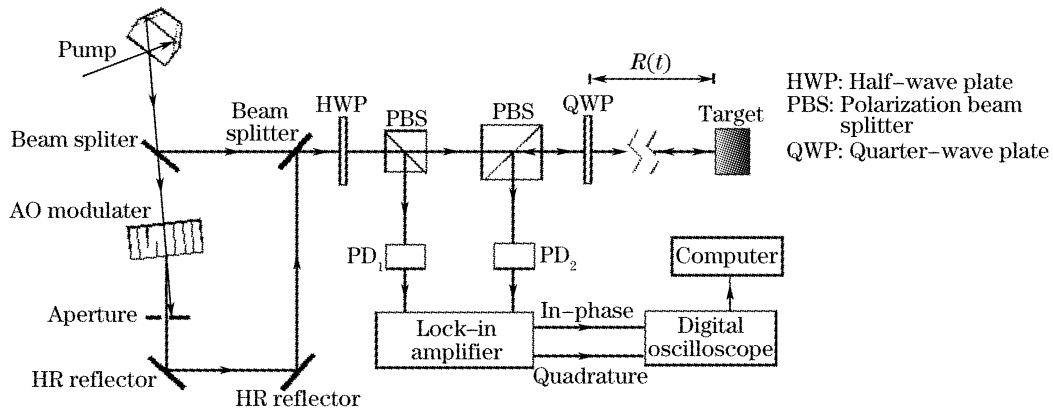 Pump
Beam spliter
Beam
splitter
HWP
PBS
PBS
QWP
R(t)
Target
HWP: Half-wave plate
PBS: Polarization beam
splitter
QWP: Quarter-wave plate
AO modulater
PD1
PD2
Computer
Aperture
Lock-in
amplifier
In-phase
Quadrature
Digital
oscilloscope
HR reflector
HR reflector